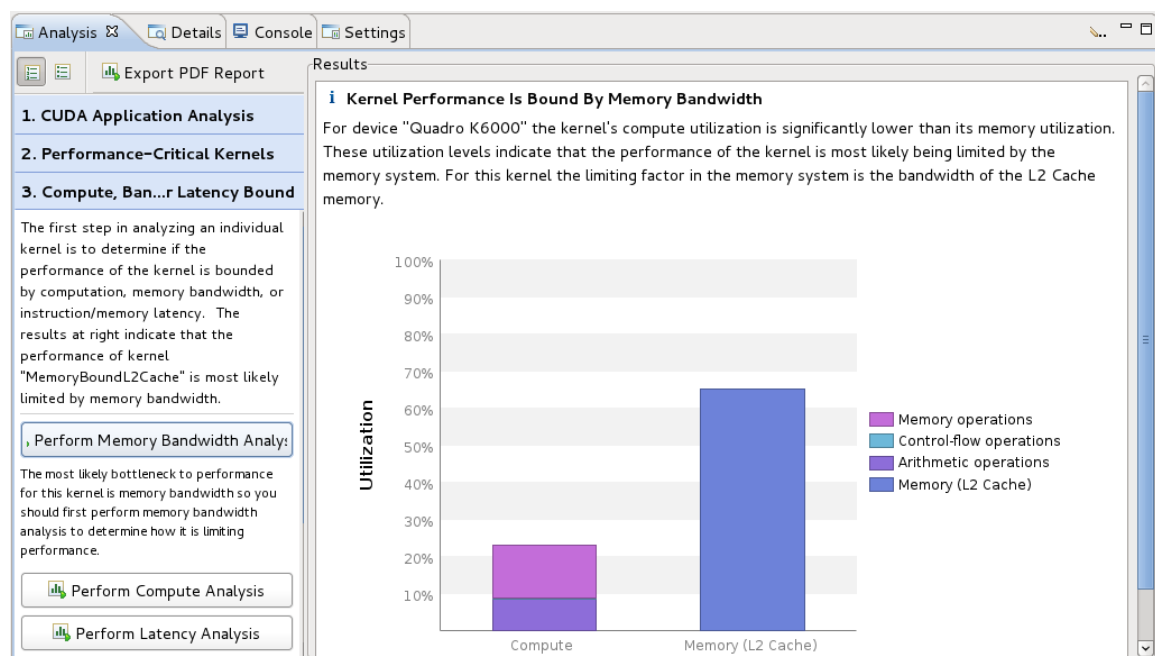 Analysis
Details
Console
Settings
Export PDF Report
1. CUDA Application Analysis
2. Performance-Critical Kernels
3. Compute, Ban...r Latency Bound
The first step in analyzing an individual
kernel is to determine if the
performance of the kernel is bounded
by computation, memory bandwidth, or
instruction/memory latency. The
results at right indicate that the
performance of kernel
"MemoryBoundL2Cache" is most likely
limited by memory bandwidth.
Perform Memory Bandwidth Analys
The most likely bottleneck to performance
for this kernel is memory bandwidth so you
should first perform memory bandwidth
analysis to determine how it is limiting
performance.
Perform Compute Analysis
Perform Latency Analysis
Results
i Kernel Performance Is Bound By Memory Bandwidth
For device "Quadro K6000" the kernel's compute utilization is significantly lower than its memory utilization.
These utilization levels indicate that the performance of the kernel is most likely being limited by the
memory system. For this kernel the limiting factor in the memory system is the bandwidth of the L2 Cache
memory.
100%
90%
80%
70%
60%
50%
40%
30%
20%
10%
Utilization
Compute
Memory (L2 Cache)
Memory operations
Control-flow operations
Arithmetic operations
Memory (L2 Cache)